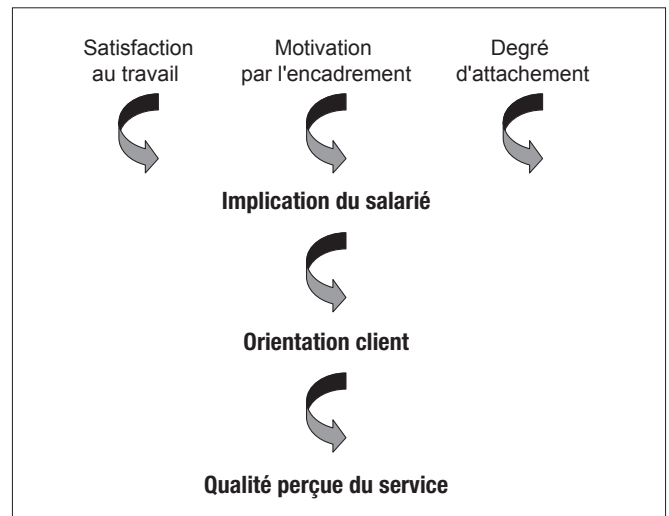 Satisfaction
au travail
Motivation
par l'encadrement
Degré
d'attachement
Implication du salarié
Orientation client
Qualité perçue du service